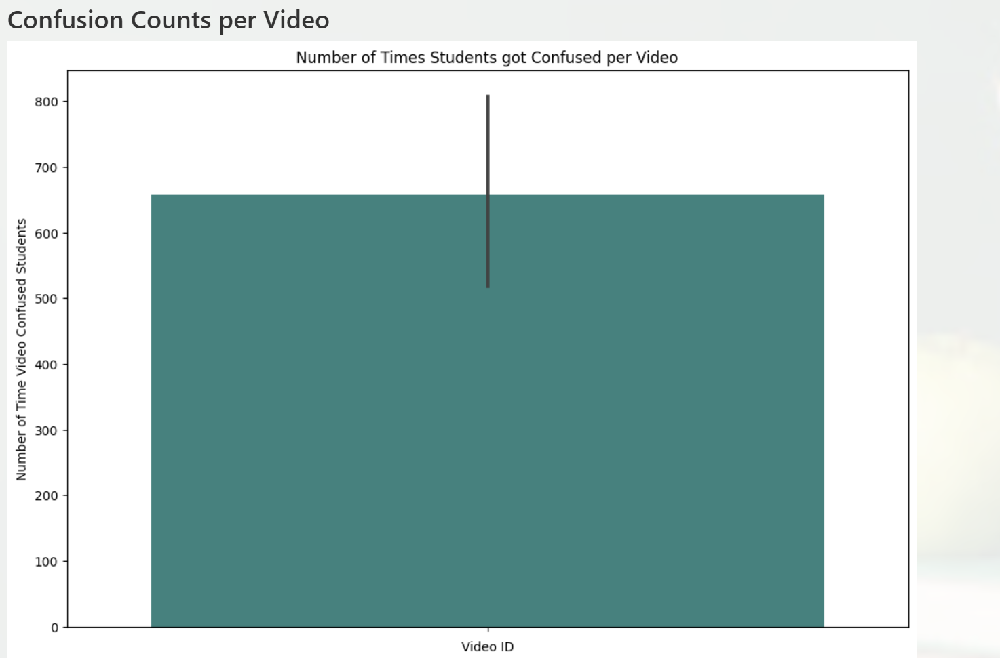 Confusion Counts per Video
Number of Times Students got Confused per Video
Number of Time Video Confused Students
800
700
600
500
400
300
200
100
0
Video ID